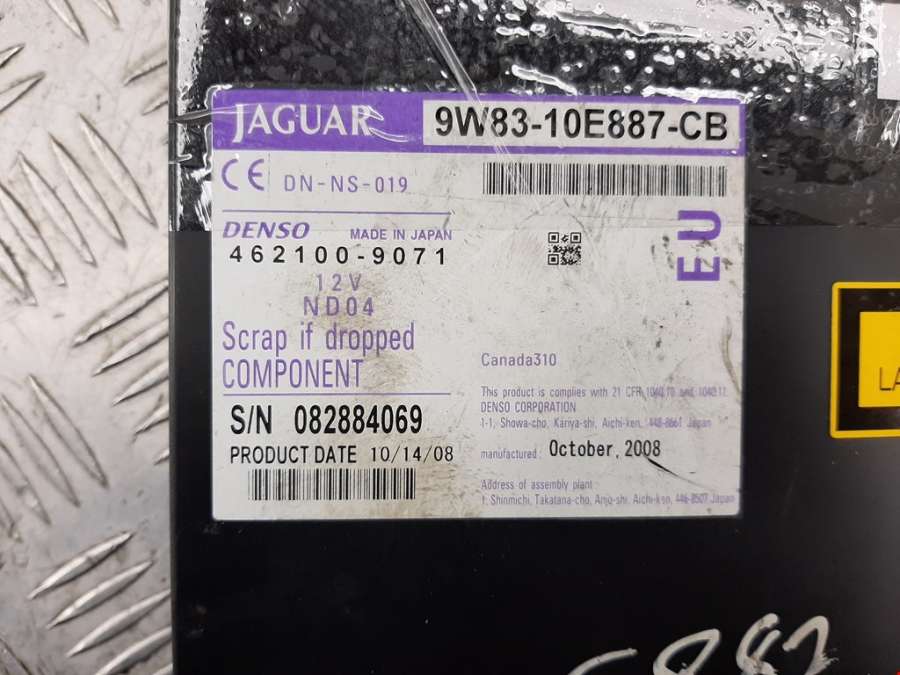 JAGUAR 9W83-10E887-CB
CE DN-NS-019
DENSO MADE IN JAPAN
462100-9071
EU
12V
ND04
Scrap if dropped
COMPONENT
S/N 082884069
PRODUCT DATE 10/14/08
Canada310
This product is complies with 21 CFR 1040.10 and 1040.11
DENSO CORPORATION
1-1, Showa-cho, Kariya-shi, Aichi-ken, 448-8661 Japan
manufactured: October, 2008
Address of assembly plant
1, Shinmichi, Takatana-cho, Anjo-shi, Aichi-ken, 446-8507 Japan
LA